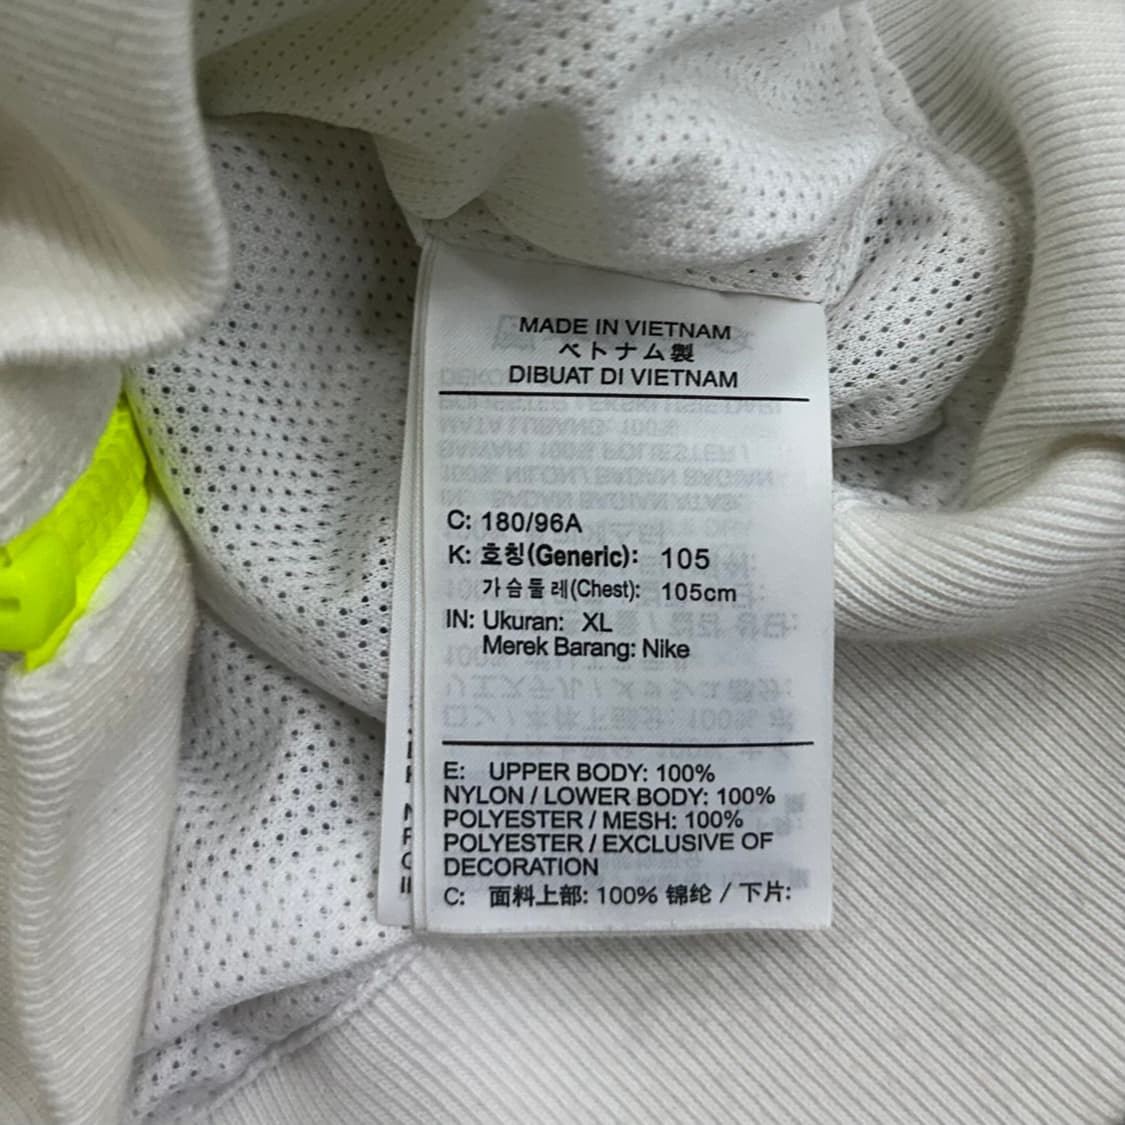 MADE IN VIETNAM
ベトナム製
DIBUAT DI VIETNAM
C: 180/96A
K: 호칭(Generic): 105
가슴둘레(Chest): 105cm
IN: Ukuran: XL
Merek Barang: Nike
E: UPPER BODY: 100%
NYLON / LOWER BODY: 100%
POLYESTER / MESH: 100%
POLYESTER / EXCLUSIVE OF
DECORATION
C: 面料上部: 100% 锦纶 / 下片: